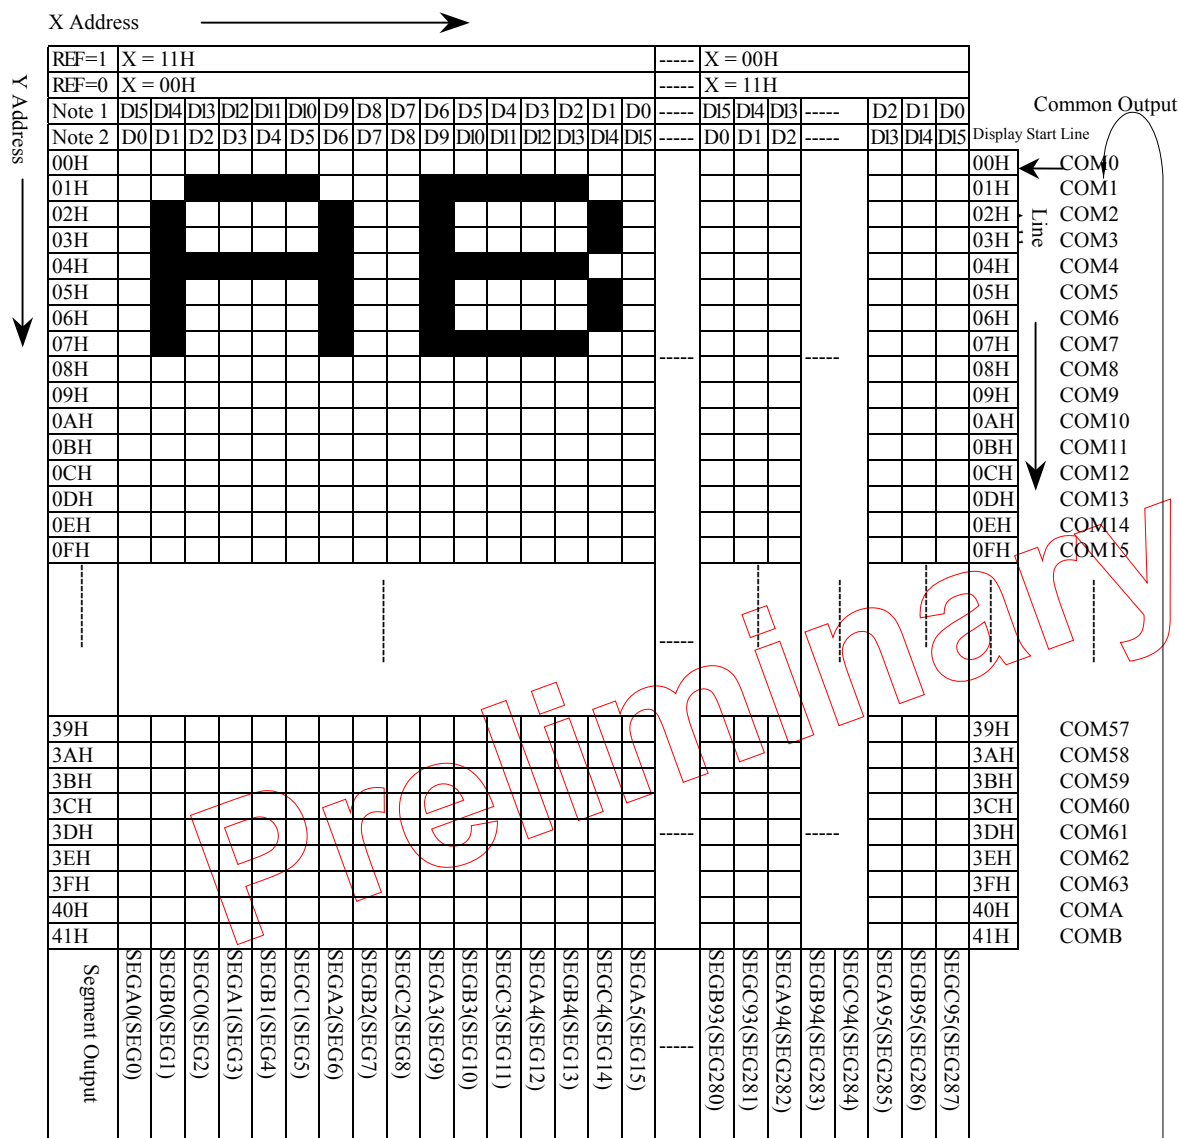 X Address
Y Address
REF=1 X = 11H ----- X = 00H
REF=0 X = 00H ----- X = 11H
Note 1 D15 D14 D13 D12 D11 D10 D9 D8 D7 D6 D5 D4 D3 D2 D1 D0 ----- D15 D14 D13 ----- D2 D1 D0 Common Output
Note 2 D0 D1 D2 D3 D4 D5 D6 D7 D8 D9 D10 D11 D12 D13 D14 D15 ----- D0 D1 D2 D13 D14 D15 Display Start Line
00H 00H COM0
01H 01H COM1
02H 02H COM2
03H 03H COM3
Line
04H 04H COM4
05H 05H COM5
06H 06H COM6
07H ----- ----- 07H COM7
08H 08H COM8
09H 09H COM9
0AH 0AH COM10
0BH 0BH COM11
0CH 0CH COM12
0DH 0DH COM13
0EH 0EH COM14
0FH 0FH COM15
-----
39H 39H COM57
3AH 3AH COM58
3BH 3BH COM59
3CH 3CH COM60
3DH ----- ----- 3DH COM61
3EH 3EH COM62
3FH 3FH COM63
40H 40H COMA
41H 41H COMB
Segment Output
SEGA0(SEG0)
SEGB0(SEG1)
SEGC0(SEG2)
SEGA1(SEG3)
SEGB1(SEG4)
SEGC1(SEG5)
SEGA2(SEG6)
SEGB2(SEG7)
SEGC2(SEG8)
SEGA3(SEG9)
SEGB3(SEG10)
SEGC3(SEG11)
SEGA4(SEG12)
SEGB4(SEG13)
SEGC4(SEG14)
SEGA5(SEG15)
-----
SEGB93(SEG280)
SEGC93(SEG281)
SEGA94(SEG282)
SEGB94(SEG283)
SEGC94(SEG284)
SEGA95(SEG285)
SEGB95(SEG286)
SEGC95(SEG287)
Preliminary